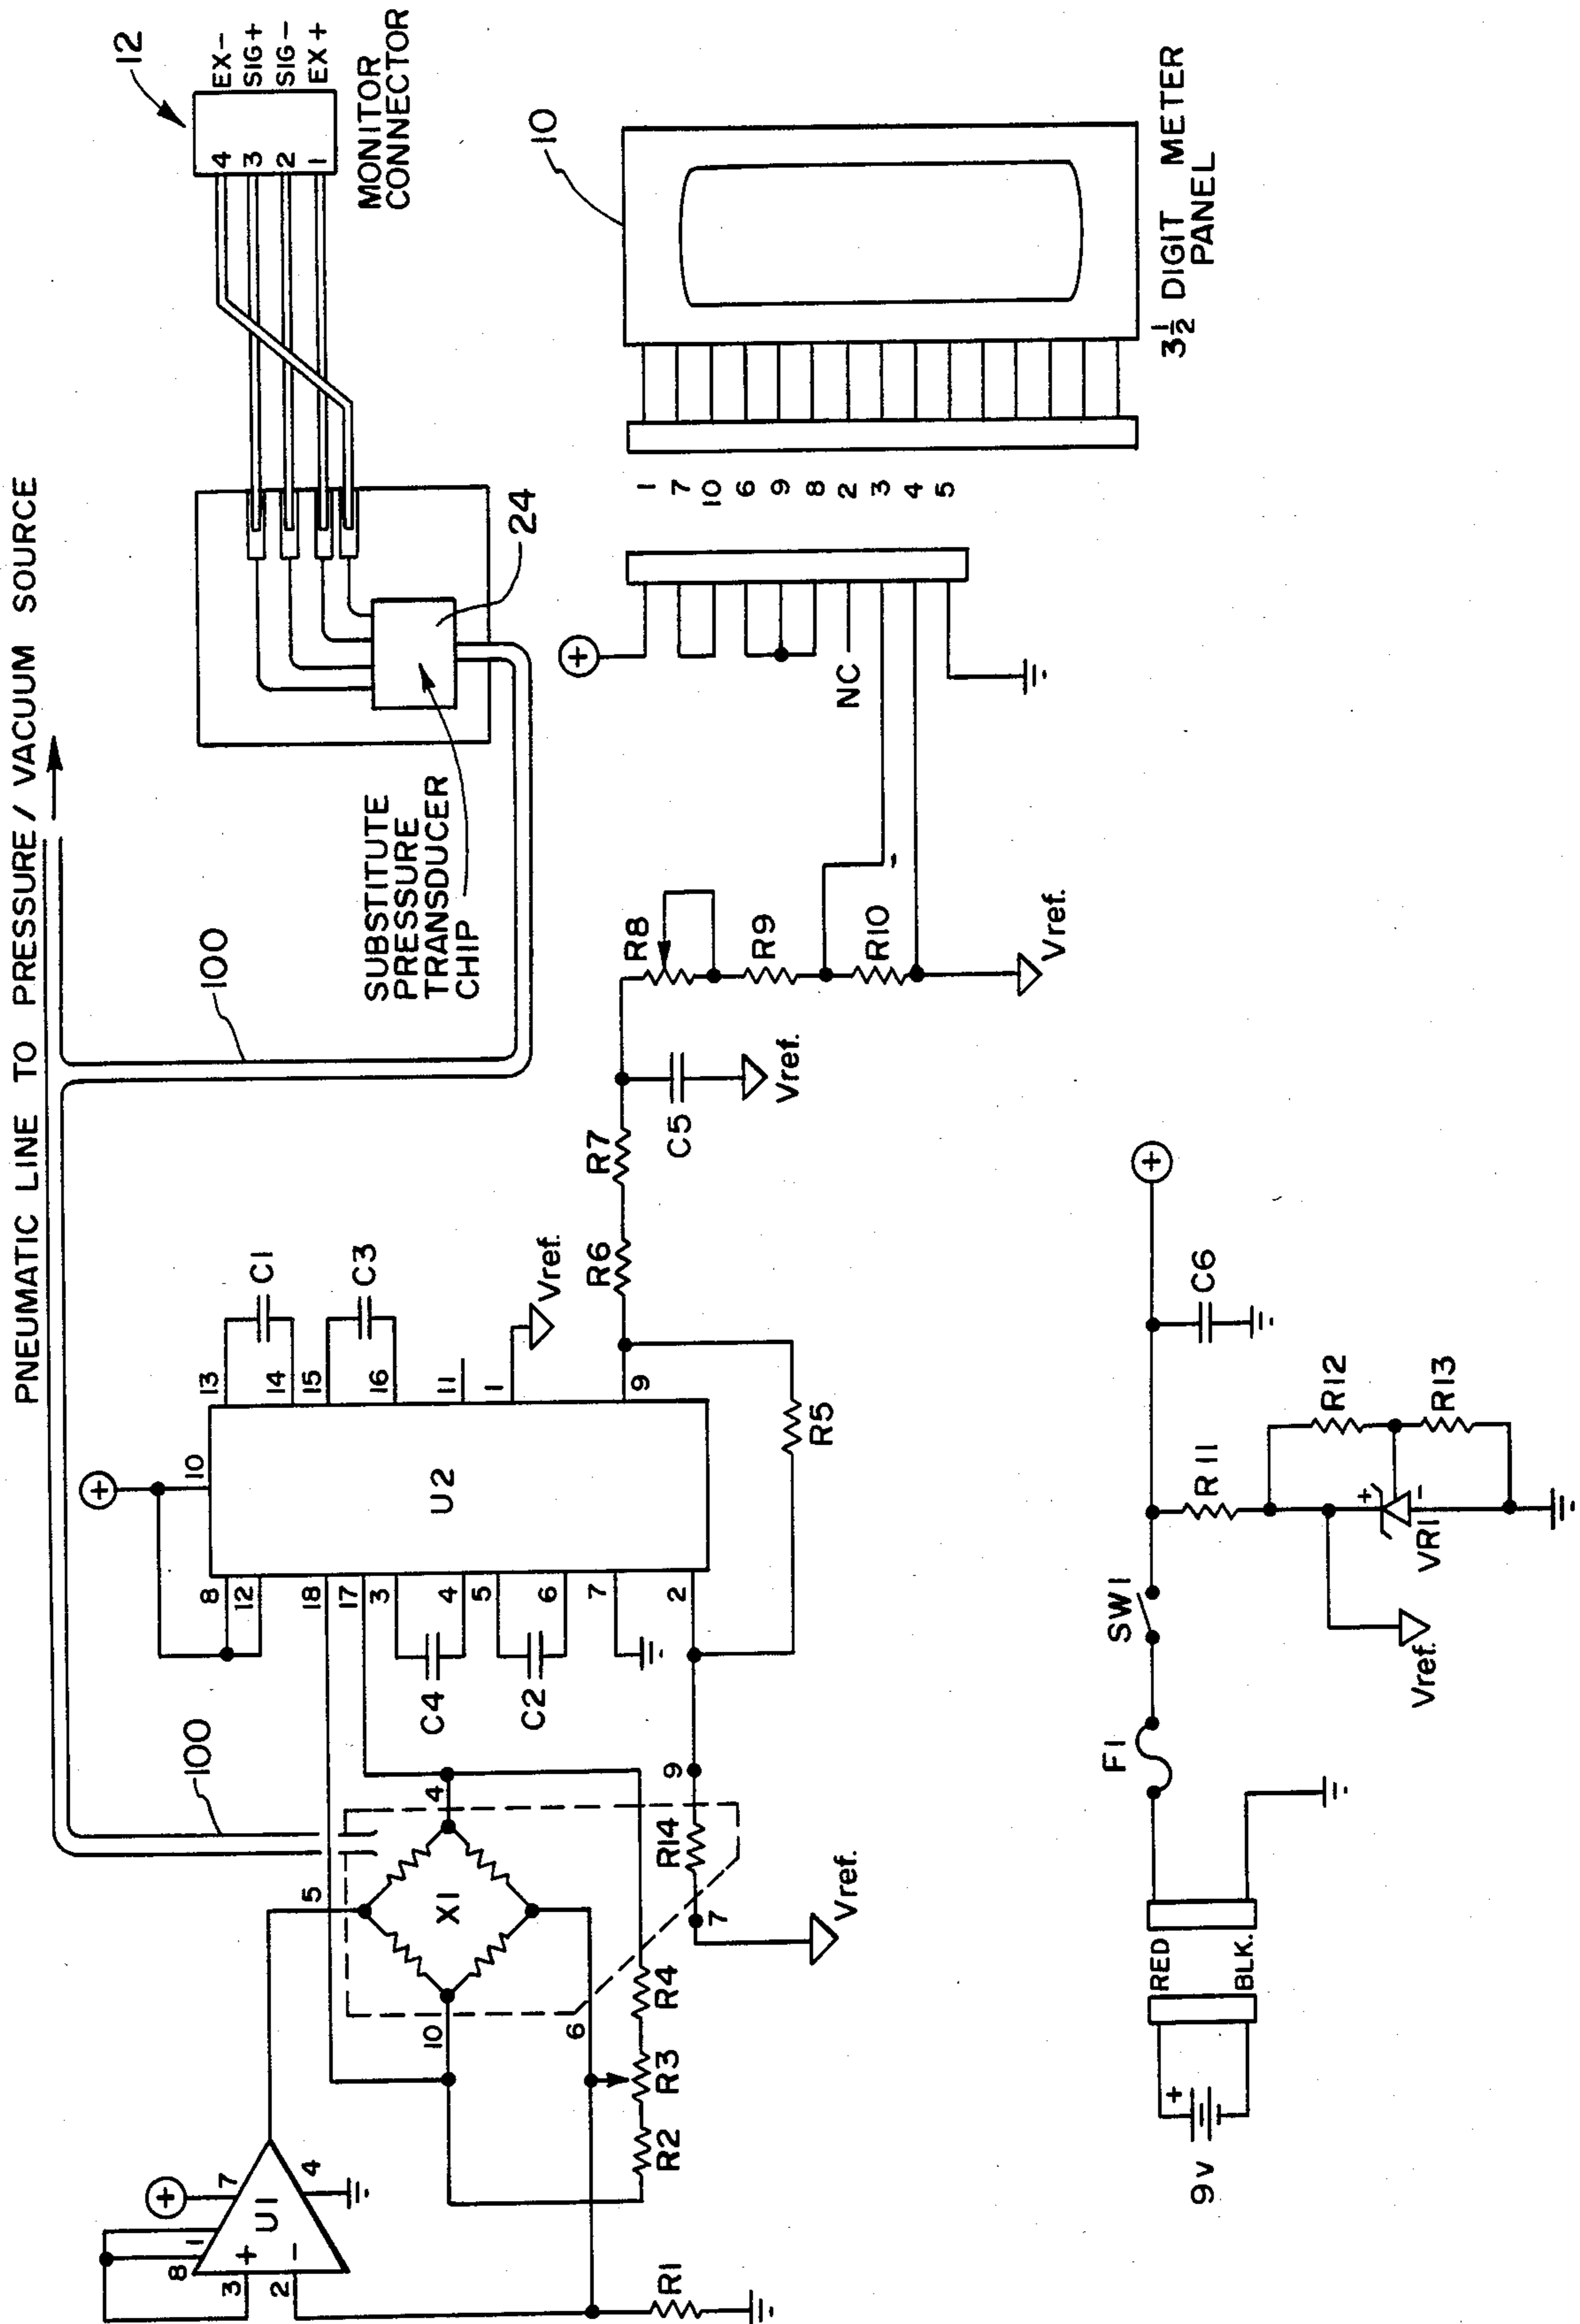 PNEUMATIC LINE TO PRESSURE / VACUUM SOURCE
100
100
12
EX-
SIG+
SIG-
EX+
4
3
2
1
MONITOR
CONNECTOR
24
SUBSTITUTE
PRESSURE
TRANSDUCER
CHIP
U1
+
-
8
1
7
4
3
2
+
R1
5
4
10
6
X1
R2
R3
R4
R14
7
9
Vref.
+
10
8
12
18
17
3
4
5
6
7
2
U2
13
14
15
16
11
1
9
C1
C3
C4
C2
Vref.
R5
R6
R7
C5
Vref.
R8
R9
R10
Vref.
-
+
NC
1
7
10
6
9
8
2
3
4
5
10
3 1/2 DIGIT METER
PANEL
9V
+
RED
BLK.
F1
SW1
R11
VR1
+
-
Vref.
R12
R13
C6
+